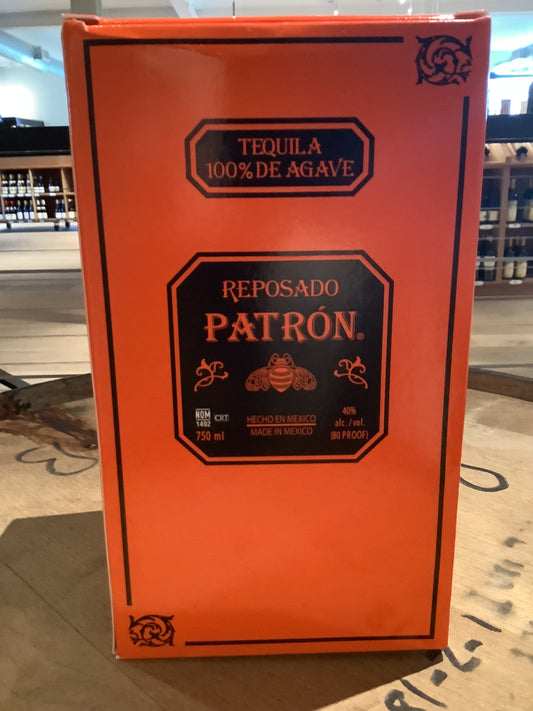 TEQUILA
100% DE AGAVE
REPOSADO
PATRÓN®
NOM
1492
CRT
750 ml
HECHO EN MEXICO
MADE IN MEXICO
40%
alc./vol.
(80 PROOF)